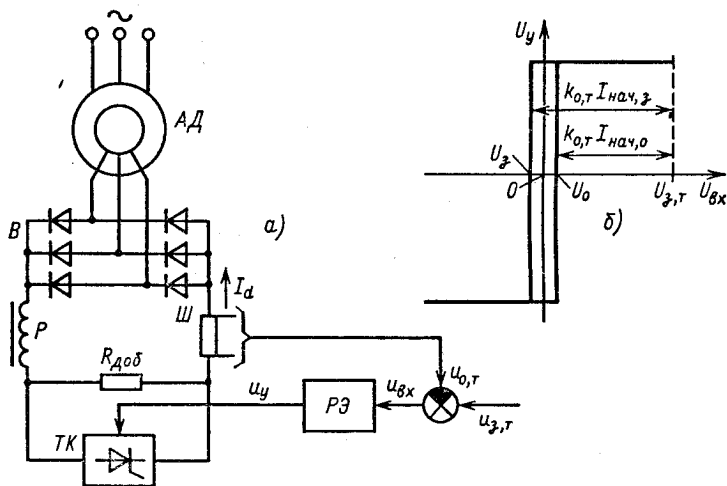 ~
АД
В
а)
I_d
Ш
Р
R_доб
u_о,т
u_у
РЭ
u_вх
u_з,т
ТК
U_у
k_о,т I_нач,з
k_о,т I_нач,о
U_з
0
U_о
U_з,т
U_вх
б)